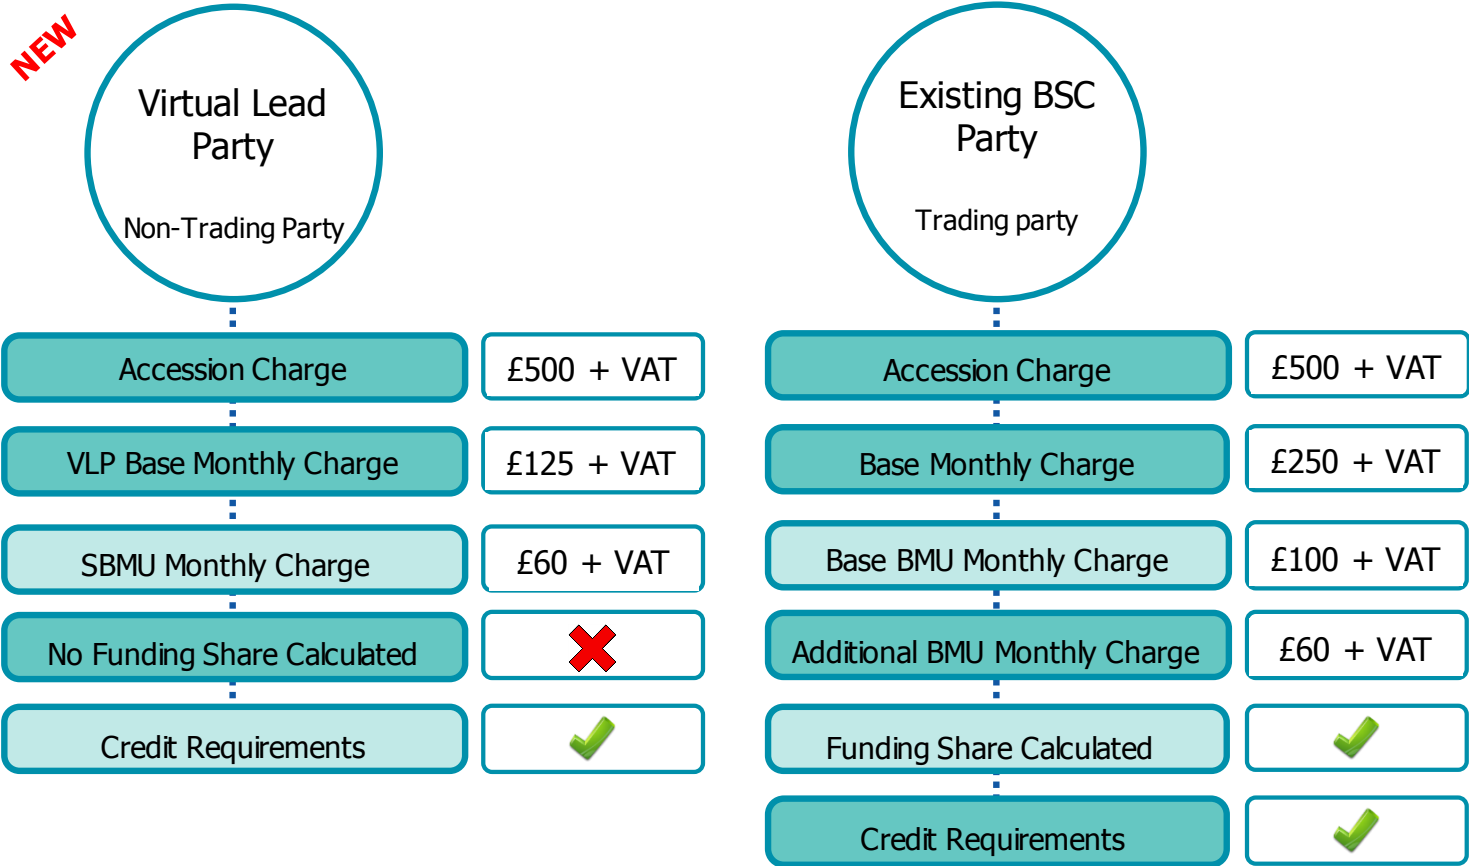 NEW
Virtual Lead
Party
Non-Trading Party
Accession Charge
£500 + VAT
VLP Base Monthly Charge
£125 + VAT
SBMU Monthly Charge
£60 + VAT
No Funding Share Calculated
Credit Requirements
Existing BSC
Party
Trading party
Accession Charge
£500 + VAT
Base Monthly Charge
£250 + VAT
Base BMU Monthly Charge
£100 + VAT
Additional BMU Monthly Charge
£60 + VAT
Funding Share Calculated
Credit Requirements